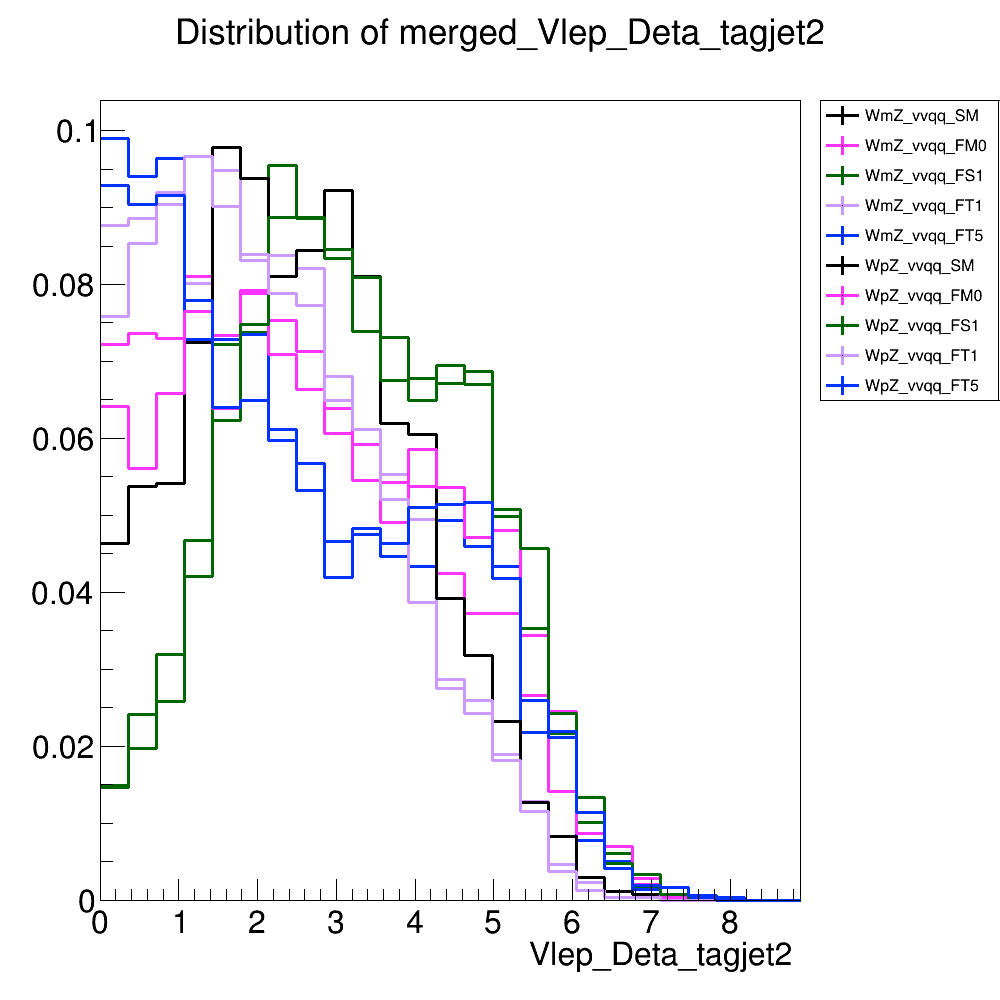 Distribution of merged_Vlep_Deta_tagjet2
WmZ_vvqq_SM
WmZ_vvqq_FM0
WmZ_vvqq_FS1
WmZ_vvqq_FT1
WmZ_vvqq_FT5
WpZ_vvqq_SM
WpZ_vvqq_FM0
WpZ_vvqq_FS1
WpZ_vvqq_FT1
WpZ_vvqq_FT5
0.1
0.08
0.06
0.04
0.02
0
0 1 2 3 4 5 6 7 8
Vlep_Deta_tagjet2